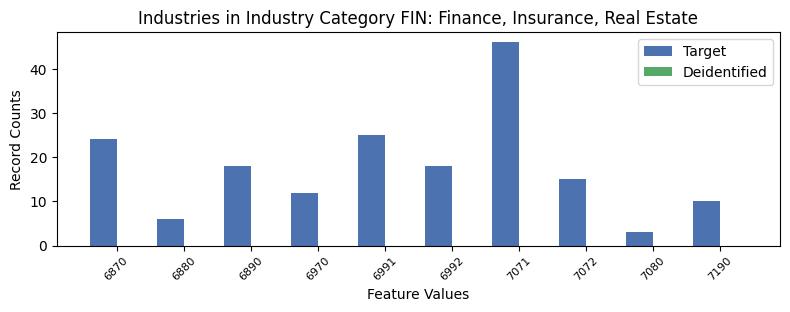 Industries in Industry Category FIN: Finance, Insurance, Real Estate
Target
Deidentified
Record Counts
40
30
20
10
0
6870 6880 6890 6970 6991 6992 7071 7072 7080 7190
Feature Values